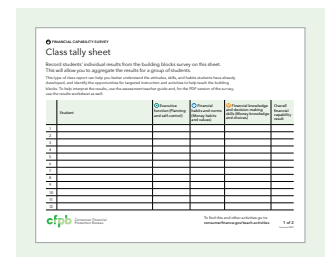 FINANCIAL CAPABILITY SURVEY
Class tally sheet
Record students' individual results from the building blocks survey on this sheet.
This will allow you to aggregate the results for a group of students.
This type of class report can help you better understand the attitudes, skills, and habits students have already
developed, and identify the opportunities for targeted instruction and activities to help teach the building
blocks. To help interpret the results, use the assessment teacher guide and, for the PDF version of the survey,
use the results worksheet as well.
Student
Executive
function (Planning
and self-control)
Financial
habits and norms
(Money habits
and values)
Financial knowledge
and decision-making
skills (Money knowledge
and choices)
Overall
financial
capability
result
1
2
3
4
5
6
7
8
9
10
11
12
cfpb Consumer Financial
Protection Bureau
To find this and other activities go to:
consumerfinance.gov/teach-activities
1 of 2